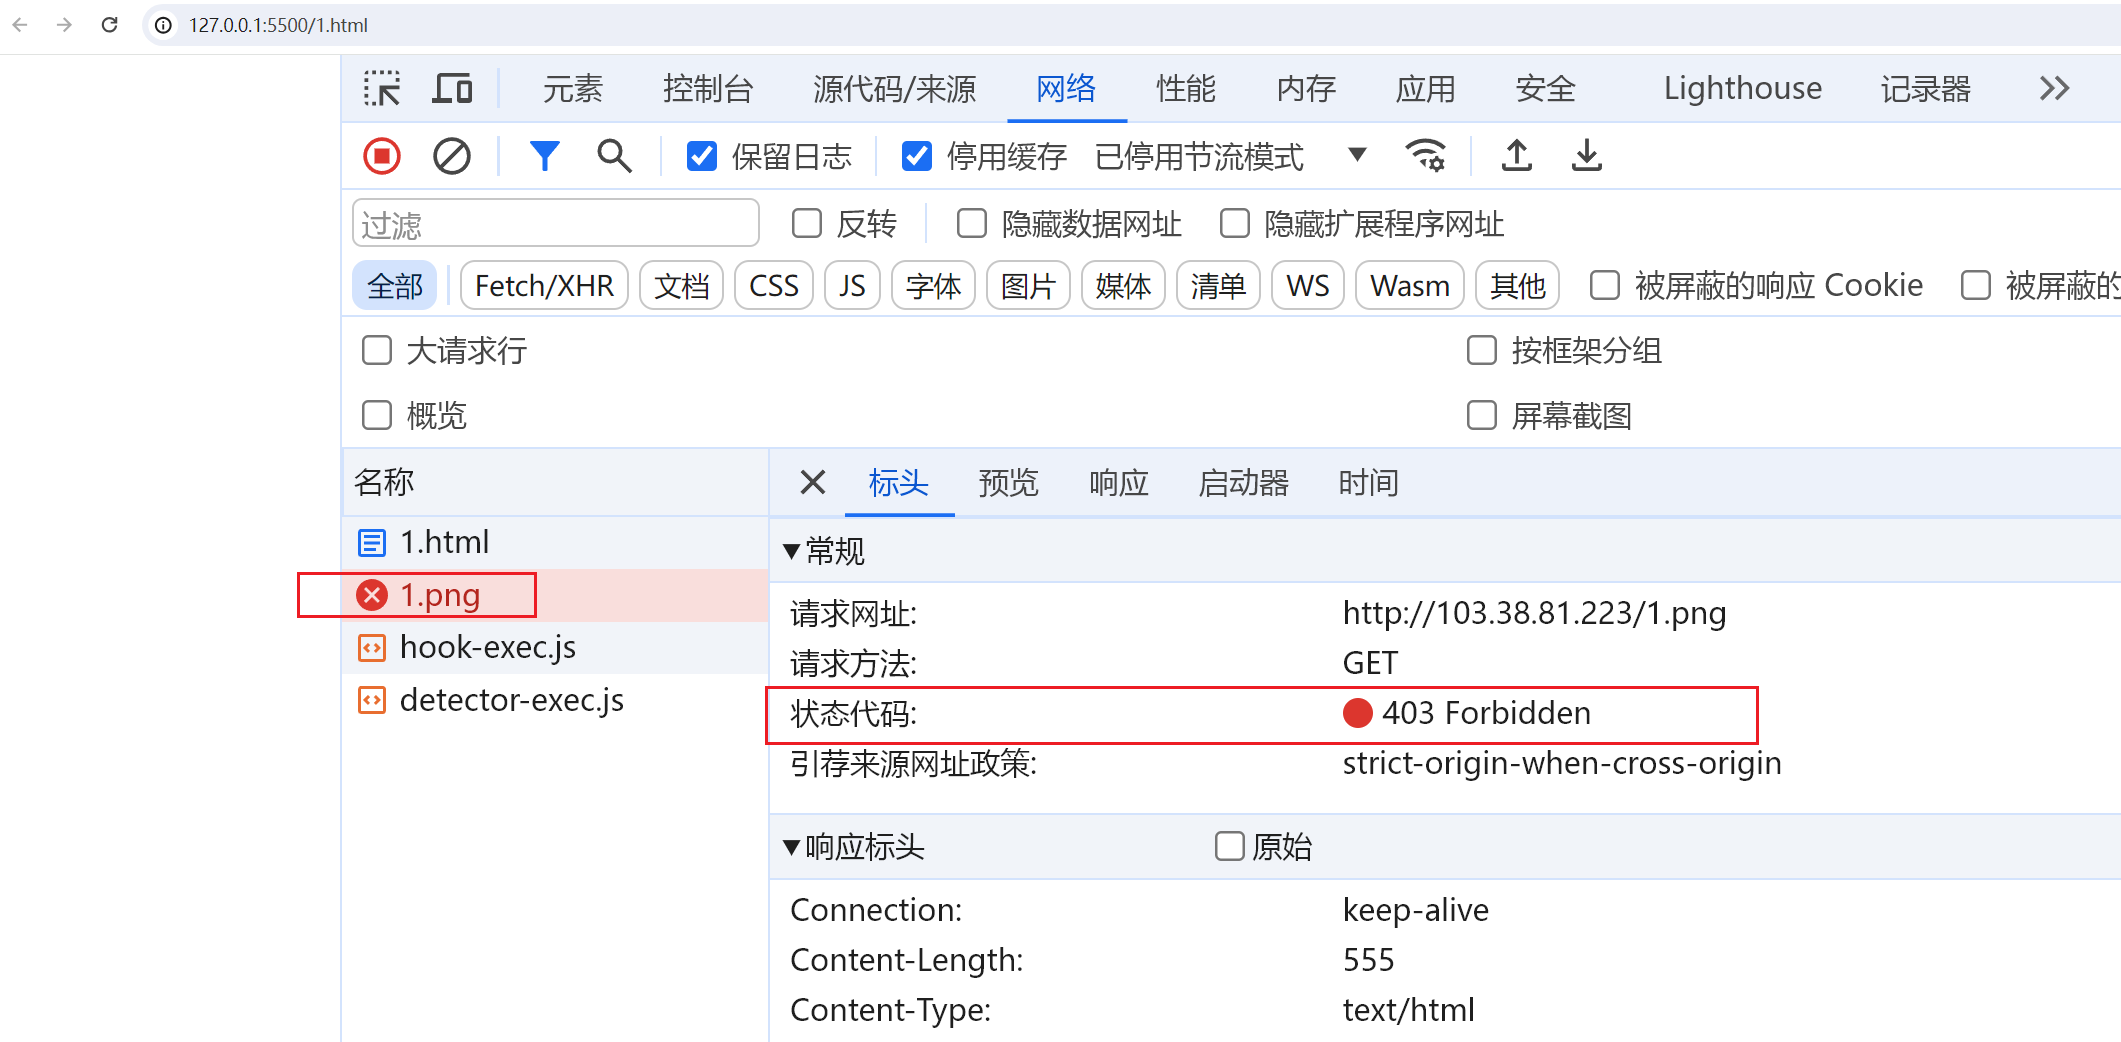 127.0.0.1:5500/1.html
元素 控制台 源代码/来源 网络 性能 内存 应用 安全 Lighthouse 记录器
保留日志 停用缓存 已停用节流模式
过滤 反转 隐藏数据网址 隐藏扩展程序网址
全部 Fetch/XHR 文档 CSS JS 字体 图片 媒体 清单 WS Wasm 其他 被屏蔽的响应 Cookie 被屏蔽的
大请求行 按框架分组
概览 屏幕截图
名称 标头 预览 响应 启动器 时间
1.html
1.png
hook-exec.js
detector-exec.js
常规
请求网址: http://103.38.81.223/1.png
请求方法: GET
状态代码: 403 Forbidden
引荐来源网址政策: strict-origin-when-cross-origin
响应标头 原始
Connection: keep-alive
Content-Length: 555
Content-Type: text/html